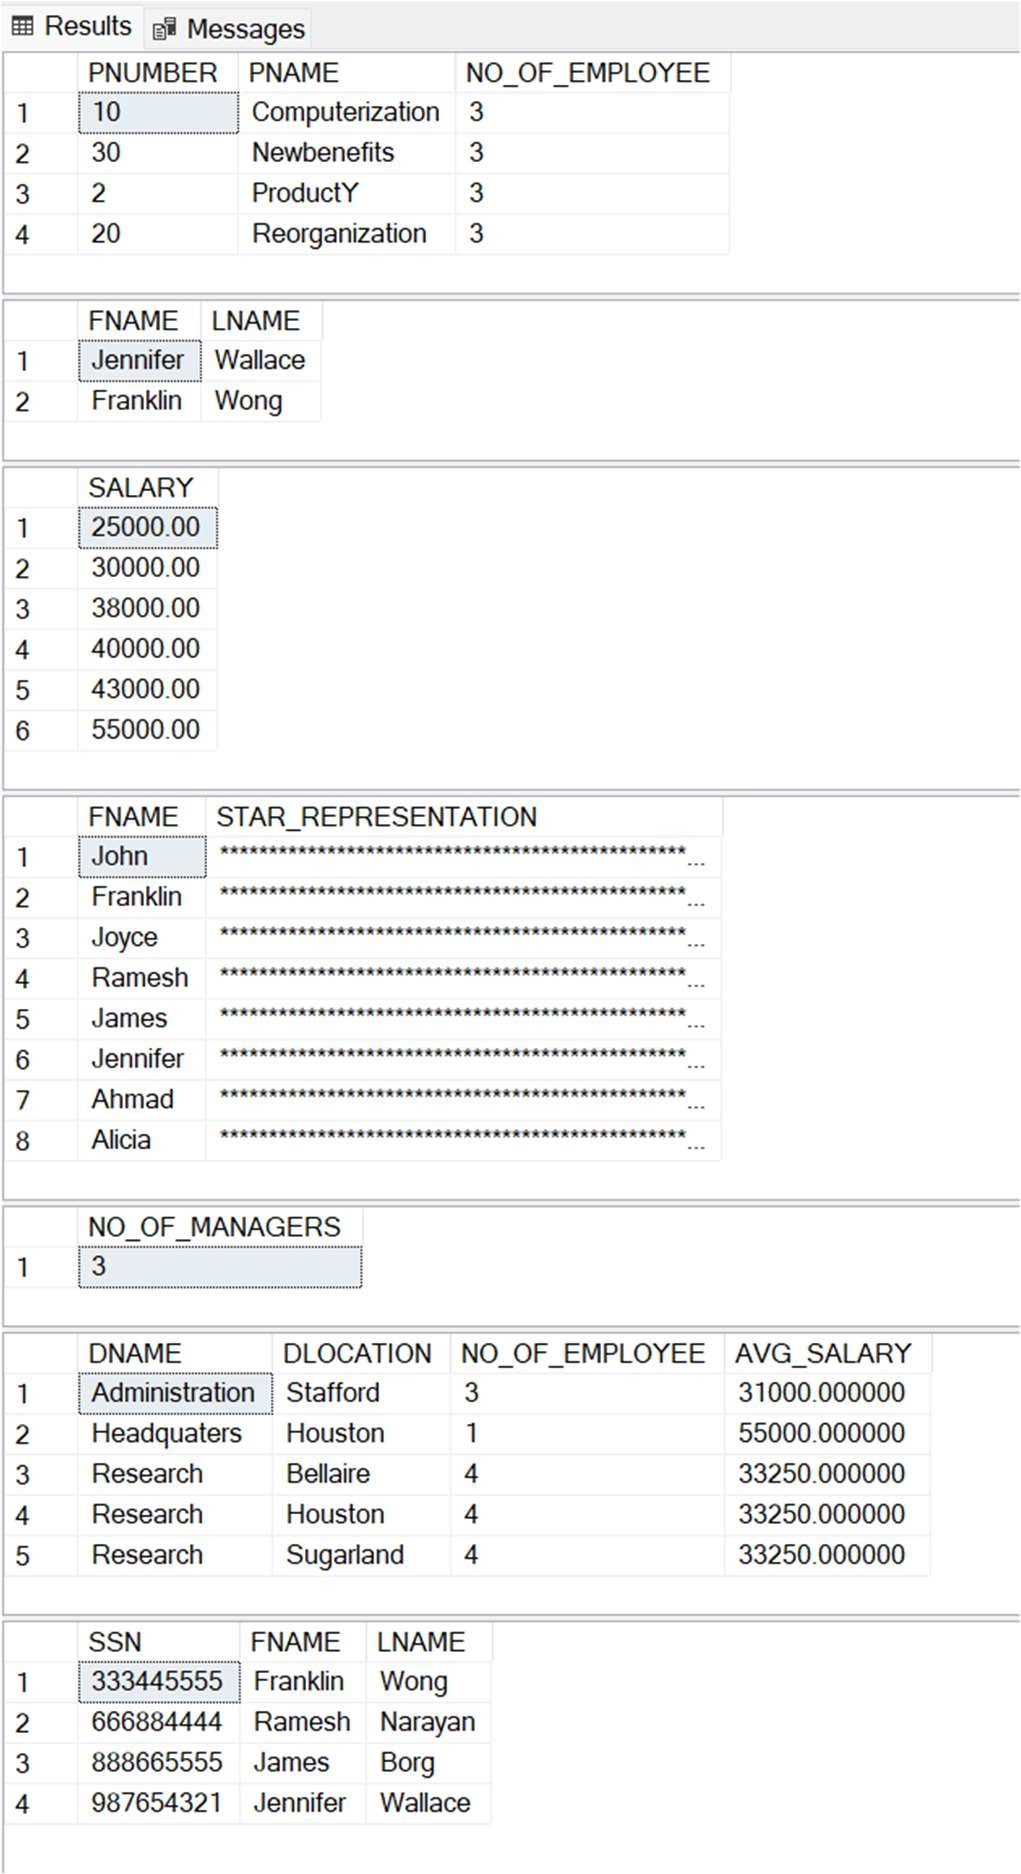 Results Messages
PNUMBER PNAME NO_OF_EMPLOYEE
1 10 Computerization 3
2 30 Newbenefits 3
3 2 ProductY 3
4 20 Reorganization 3
FNAME LNAME
1 Jennifer Wallace
2 Franklin Wong
SALARY
1 25000.00
2 30000.00
3 38000.00
4 40000.00
5 43000.00
6 55000.00
FNAME STAR_REPRESENTATION
1 John ************************************************...
2 Franklin ************************************************...
3 Joyce ************************************************...
4 Ramesh ************************************************...
5 James ************************************************...
6 Jennifer ************************************************...
7 Ahmad ************************************************...
8 Alicia ************************************************...
NO_OF_MANAGERS
1 3
DNAME DLOCATION NO_OF_EMPLOYEE AVG_SALARY
1 Administration Stafford 3 31000.000000
2 Headquaters Houston 1 55000.000000
3 Research Bellaire 4 33250.000000
4 Research Houston 4 33250.000000
5 Research Sugarland 4 33250.000000
SSN FNAME LNAME
1 333445555 Franklin Wong
2 666884444 Ramesh Narayan
3 888665555 James Borg
4 987654321 Jennifer Wallace